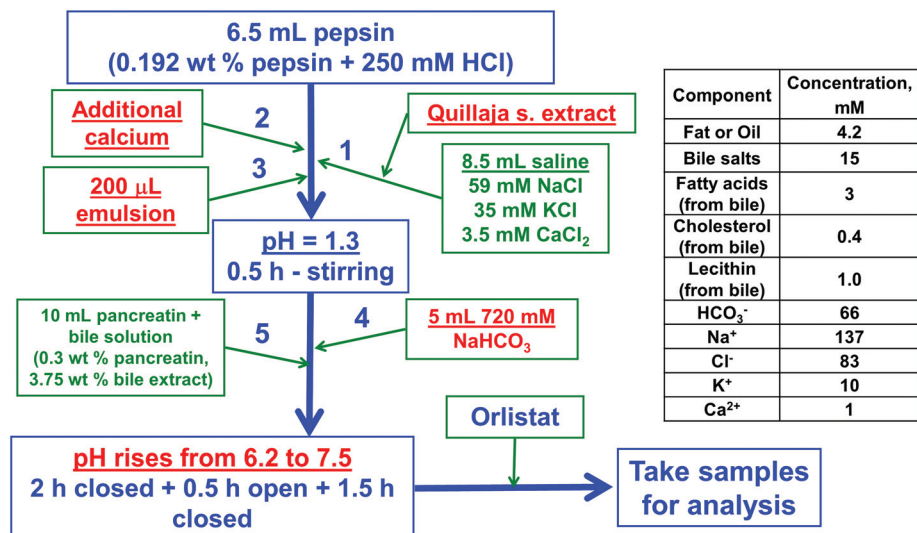 6.5 mL pepsin
(0.192 wt % pepsin + 250 mM HCl)
Additional
calcium
2
1
Quillaja s. extract
3
200 μL
emulsion
8.5 mL saline
59 mM NaCl
35 mM KCl
3.5 mM CaCl₂
pH = 1.3
0.5 h - stirring
10 mL pancreatin +
bile solution
(0.3 wt % pancreatin,
3.75 wt % bile extract)
5
4
5 mL 720 mM
NaHCO₃
Orlistat
pH rises from 6.2 to 7.5
2 h closed + 0.5 h open + 1.5 h
closed
Take samples
for analysis
Component Concentration,
mM
Fat or Oil 4.2
Bile salts 15
Fatty acids
(from bile) 3
Cholesterol
(from bile) 0.4
Lecithin
(from bile) 1.0
HCO₃⁻ 66
Na⁺ 137
Cl⁻ 83
K⁺ 10
Ca²⁺ 1